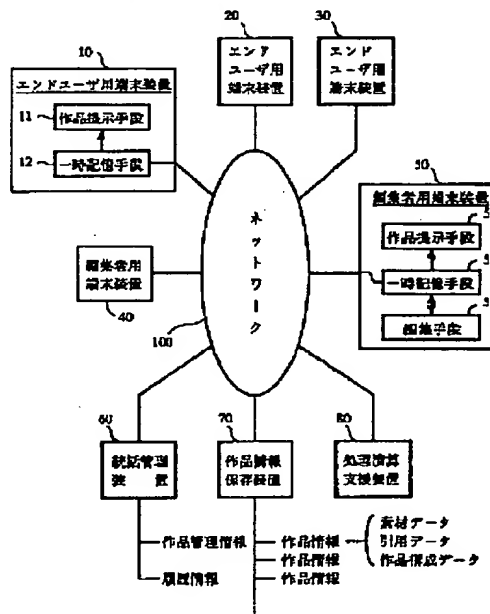 10
エンドユーザ用端末装置
11
作品提示手段
12
一時記憶手段
20
エンド
ユーザ用
端末装置
30
エンド
ユーザ用
端末装置
50
編集者用端末装置
作品提示手段
一時記憶手段
編集手段
編集者用
端末装置
40
ネットワーク
100
60
統括管理
装置
70
作品情報
保存装置
80
処理演算
支援装置
作品管理情報
履歴情報
作品情報
作品情報
作品情報
素材データ
引用データ
作品構成データ